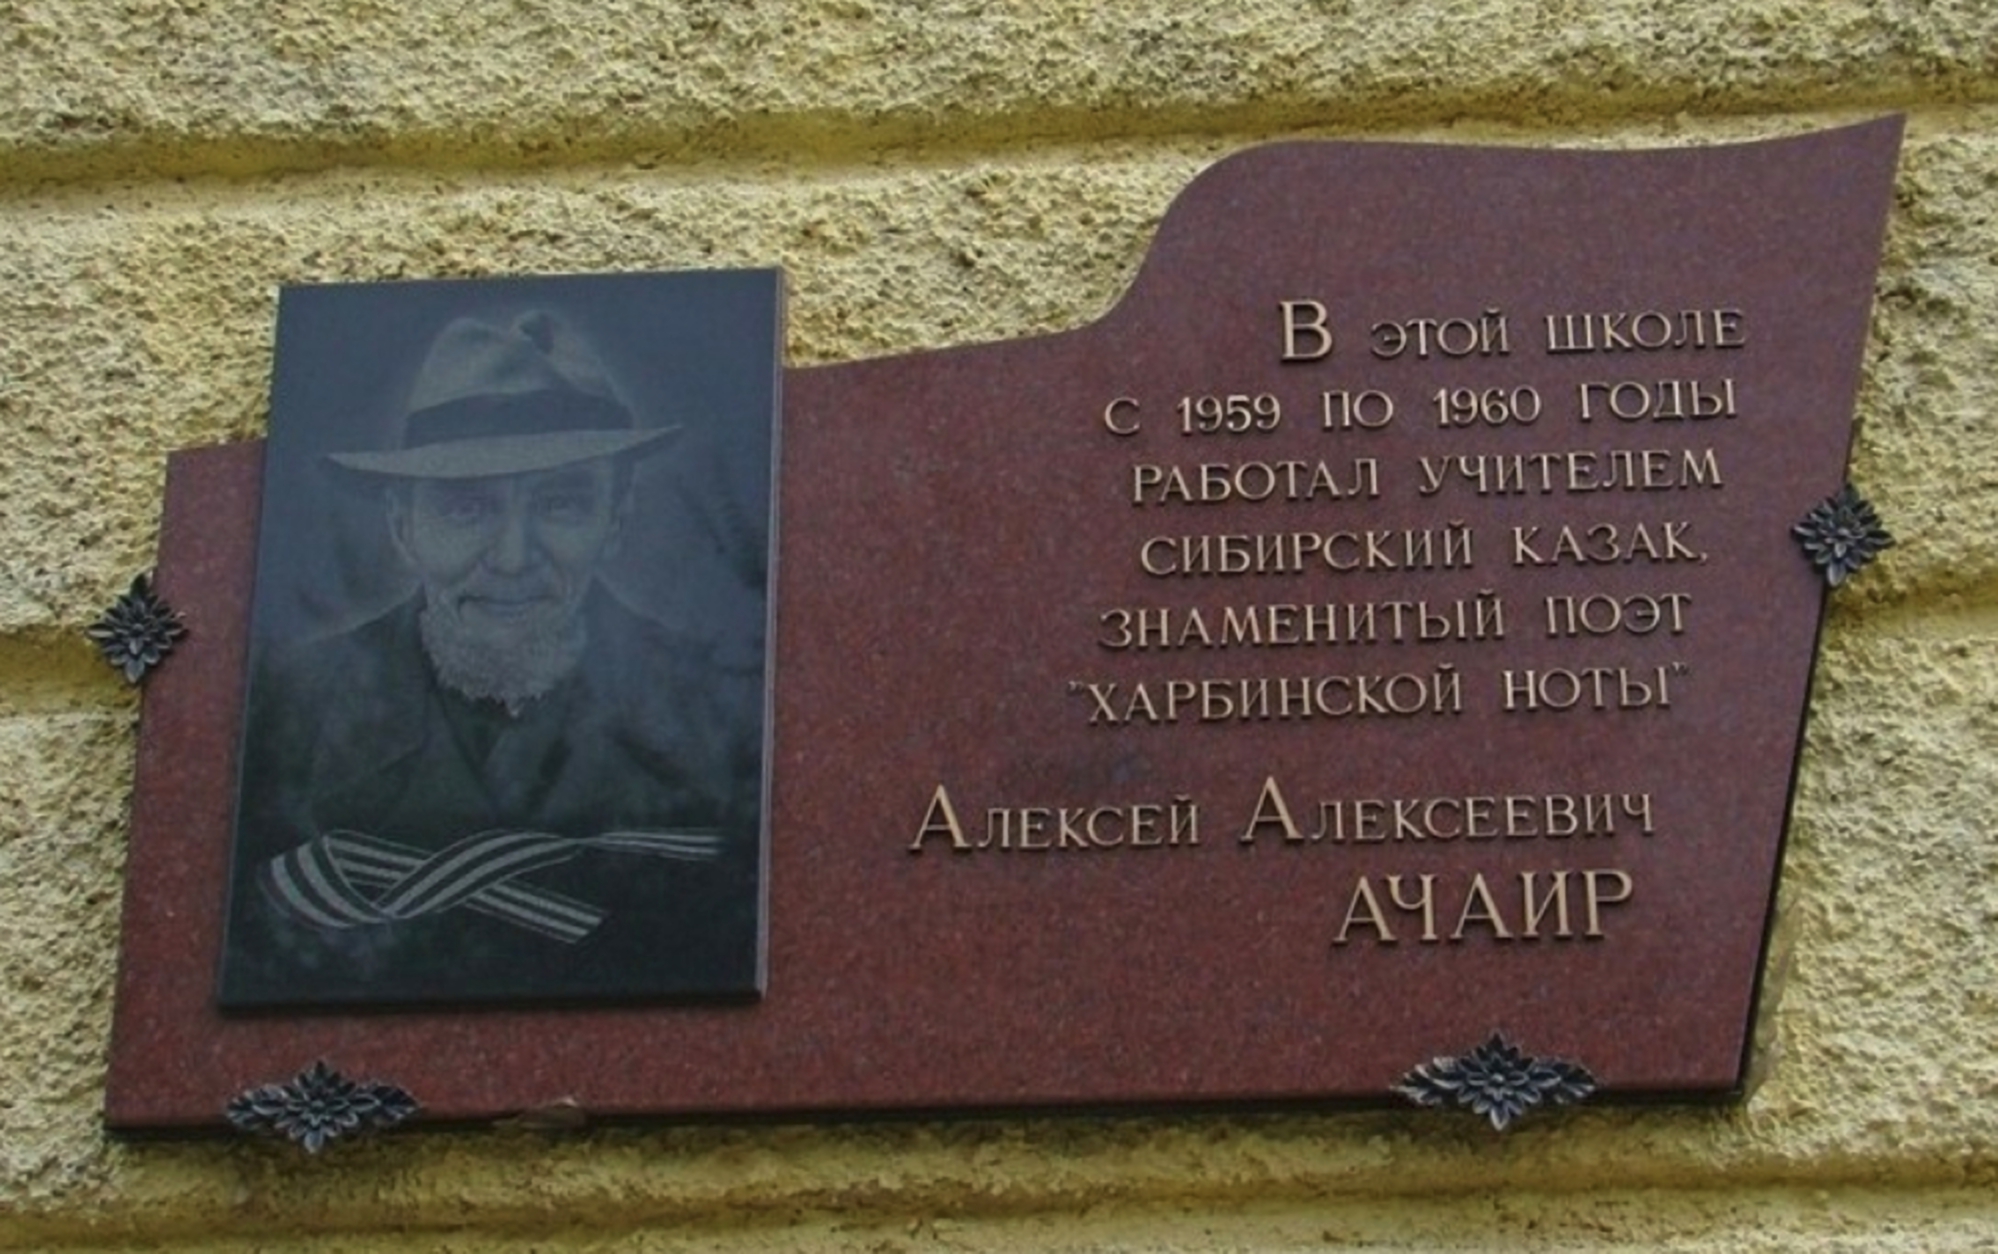 В этой школе
с 1959 по 1960 годы
работал учителем
сибирский казак,
знаменитый поэт
"Харбинской ноты"
Алексей Алексеевич
АЧАИР